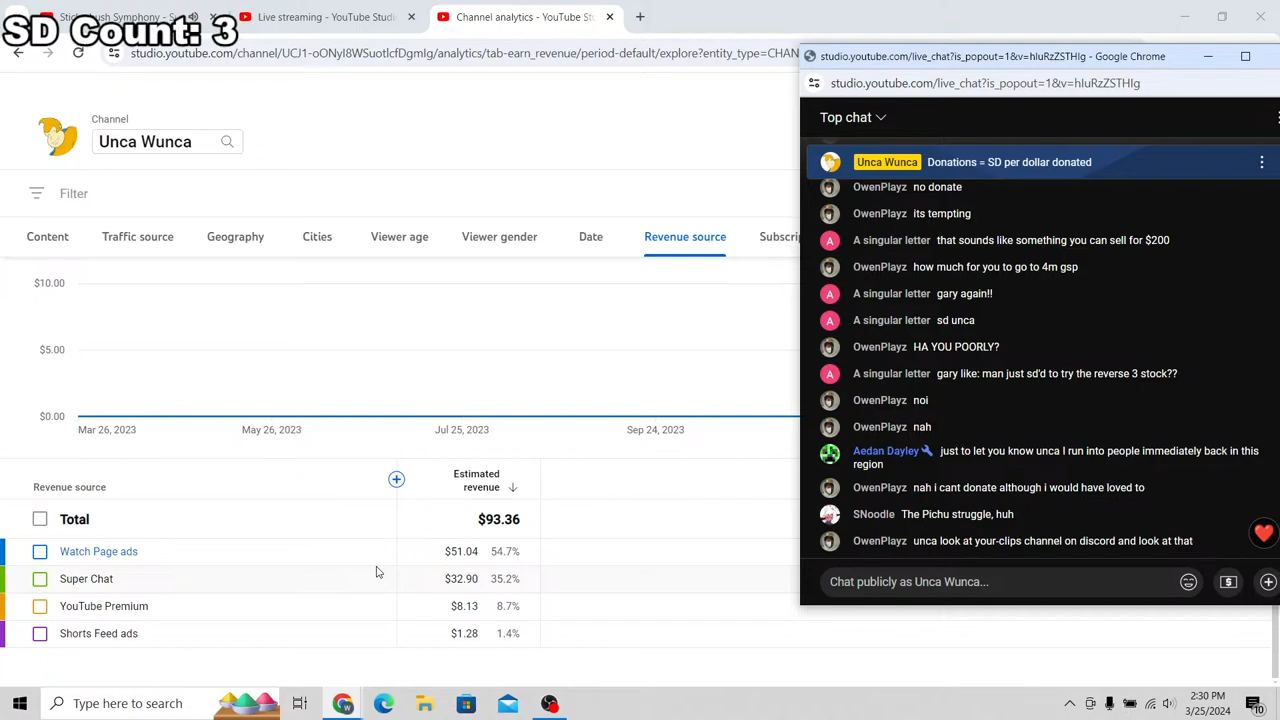 SD Count: 3
Stickerbush Symphony - S
Live streaming - YouTube Studi
Channel analytics - YouTube St
studio.youtube.com/channel/UCJ1-oONyI8WSuotlcfDgmIg/analytics/tab-earn_revenue/period-default/explore?entity_type=CHAN
Channel
Unca Wunca
Filter
Content
Traffic source
Geography
Cities
Viewer age
Viewer gender
Date
Revenue source
Subscrip
$10.00
$5.00
$0.00
Mar 26, 2023
May 26, 2023
Jul 25, 2023
Sep 24, 2023
Revenue source
Estimated
revenue
Total $93.36
Watch Page ads $51.04 54.7%
Super Chat $32.90 35.2%
YouTube Premium $8.13 8.7%
Shorts Feed ads $1.28 1.4%
studio.youtube.com/live_chat?is_popout=1&v=hluRzZSTHIg - Google Chrome
studio.youtube.com/live_chat?is_popout=1&v=hluRzZSTHIg
Top chat
Unca Wunca Donations = SD per dollar donated
OwenPlayz no donate
OwenPlayz its tempting
A singular letter that sounds like something you can sell for $200
OwenPlayz how much for you to go to 4m gsp
A singular letter gary again!!
A singular letter sd unca
OwenPlayz HA YOU POORLY?
A singular letter gary like: man just sd'd to try the reverse 3 stock??
OwenPlayz noi
OwenPlayz nah
Aedan Dayley just to let you know unca I run into people immediately back in this
region
OwenPlayz nah i cant donate although i would have loved to
SNoodle The Pichu struggle, huh
OwenPlayz unca look at your-clips channel on discord and look at that
Chat publicly as Unca Wunca...
Type here to search
2:30 PM
3/25/2024
10